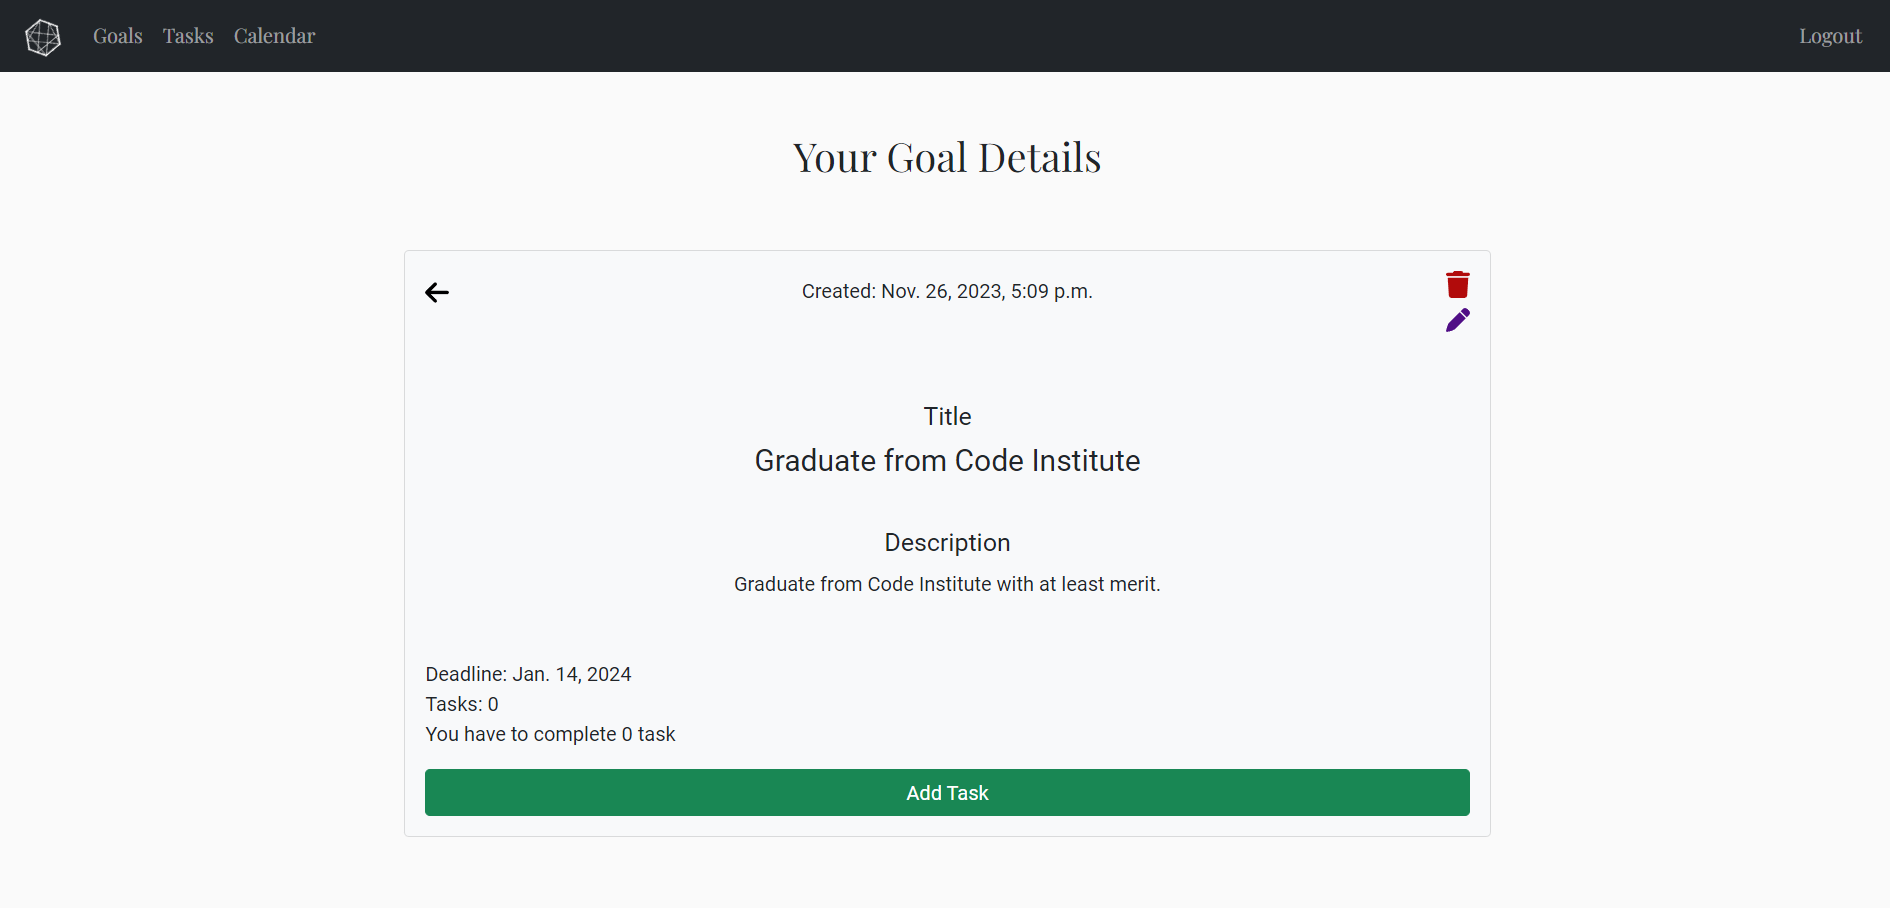 Goals Tasks Calendar Logout
Your Goal Details
Created: Nov. 26, 2023, 5:09 p.m.
Title
Graduate from Code Institute
Description
Graduate from Code Institute with at least merit.
Deadline: Jan. 14, 2024
Tasks: 0
You have to complete 0 task
Add Task